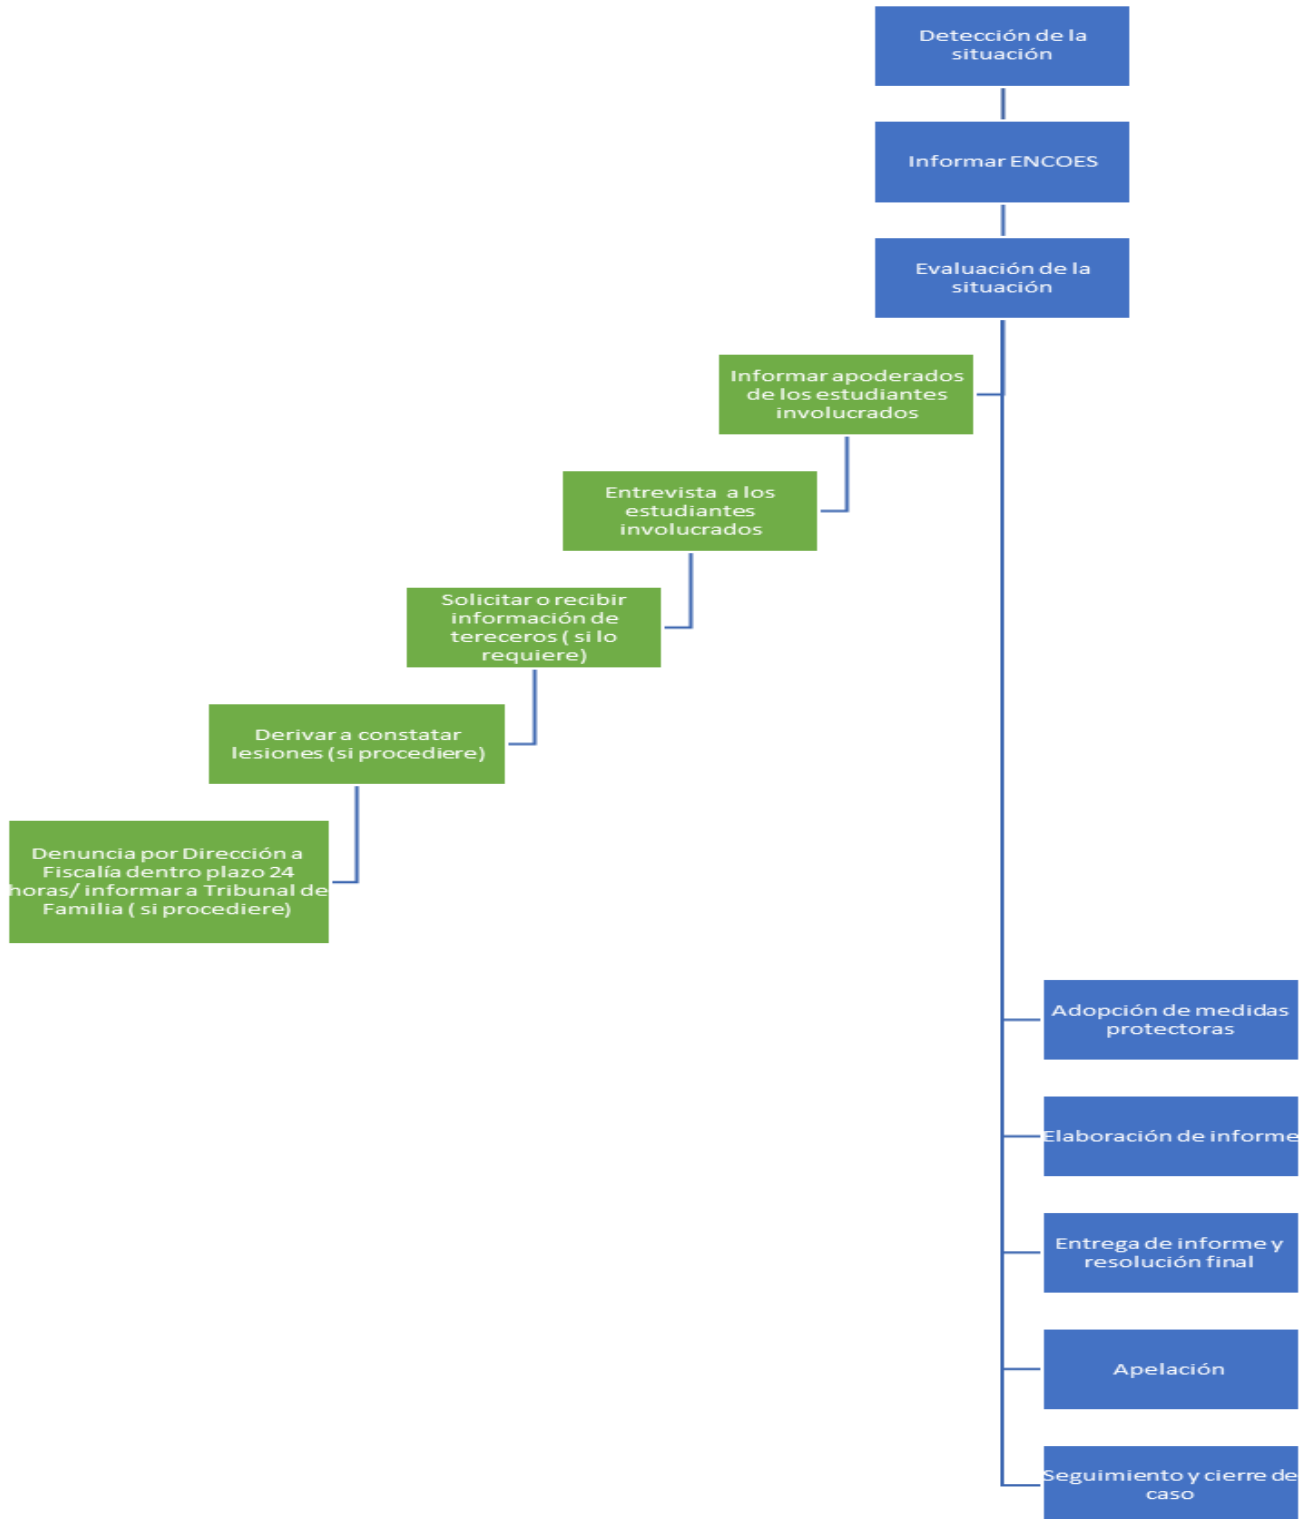 Detección de la
situación
Informar ENCOES
Evaluación de la
situación
Informar apoderados
de los estudiantes
involucrados
Entrevista a los
estudiantes
involucrados
Solicitar o recibir
información de
tereceros ( si lo
requiere)
Derivar a constatar
lesiones (si procediere)
Denuncia por Dirección a
Fiscalía dentro plazo 24
horas/ informar a Tribunal de
Familia ( si procediere)
Adopción de medidas
protectoras
Elaboración de informe
Entrega de informe y
resolución final
Apelación
Seguimiento y cierre de
caso